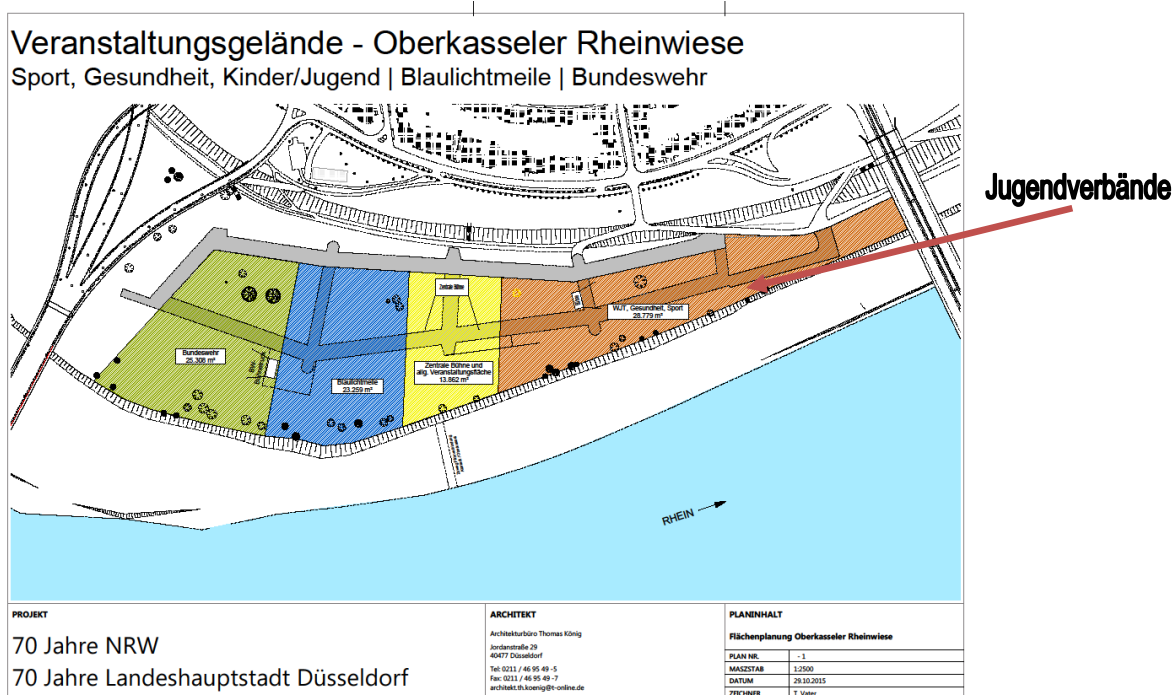 Veranstaltungsgelände - Oberkasseler Rheinwiese
Sport, Gesundheit, Kinder/Jugend | Blaulichtmeile | Bundeswehr
Jugendverbände
Zentrale Bühne
WJT, Gesundheit, Sport
28.779 m²
Bundeswehr
25.306 m²
Blaulichtmeile
23.259 m²
Zentrale Bühne und
allg. Veranstaltungsfläche
13.862 m²
RHEIN
PROJEKT
70 Jahre NRW
70 Jahre Landeshauptstadt Düsseldorf
ARCHITEKT
Architekturbüro Thomas König
Jordanstraße 29
40477 Düsseldorf
Tel: 0211 / 46 95 49 -5
Fax: 0211 / 46 95 49 -7
architekt.th.koenig@t-online.de
PLANINHALT
Flächenplanung Oberkasseler Rheinwiese
PLAN NR. - 1
MASZSTAB 1:2500
DATUM 29.10.2015
ZEICHNER T. Vater